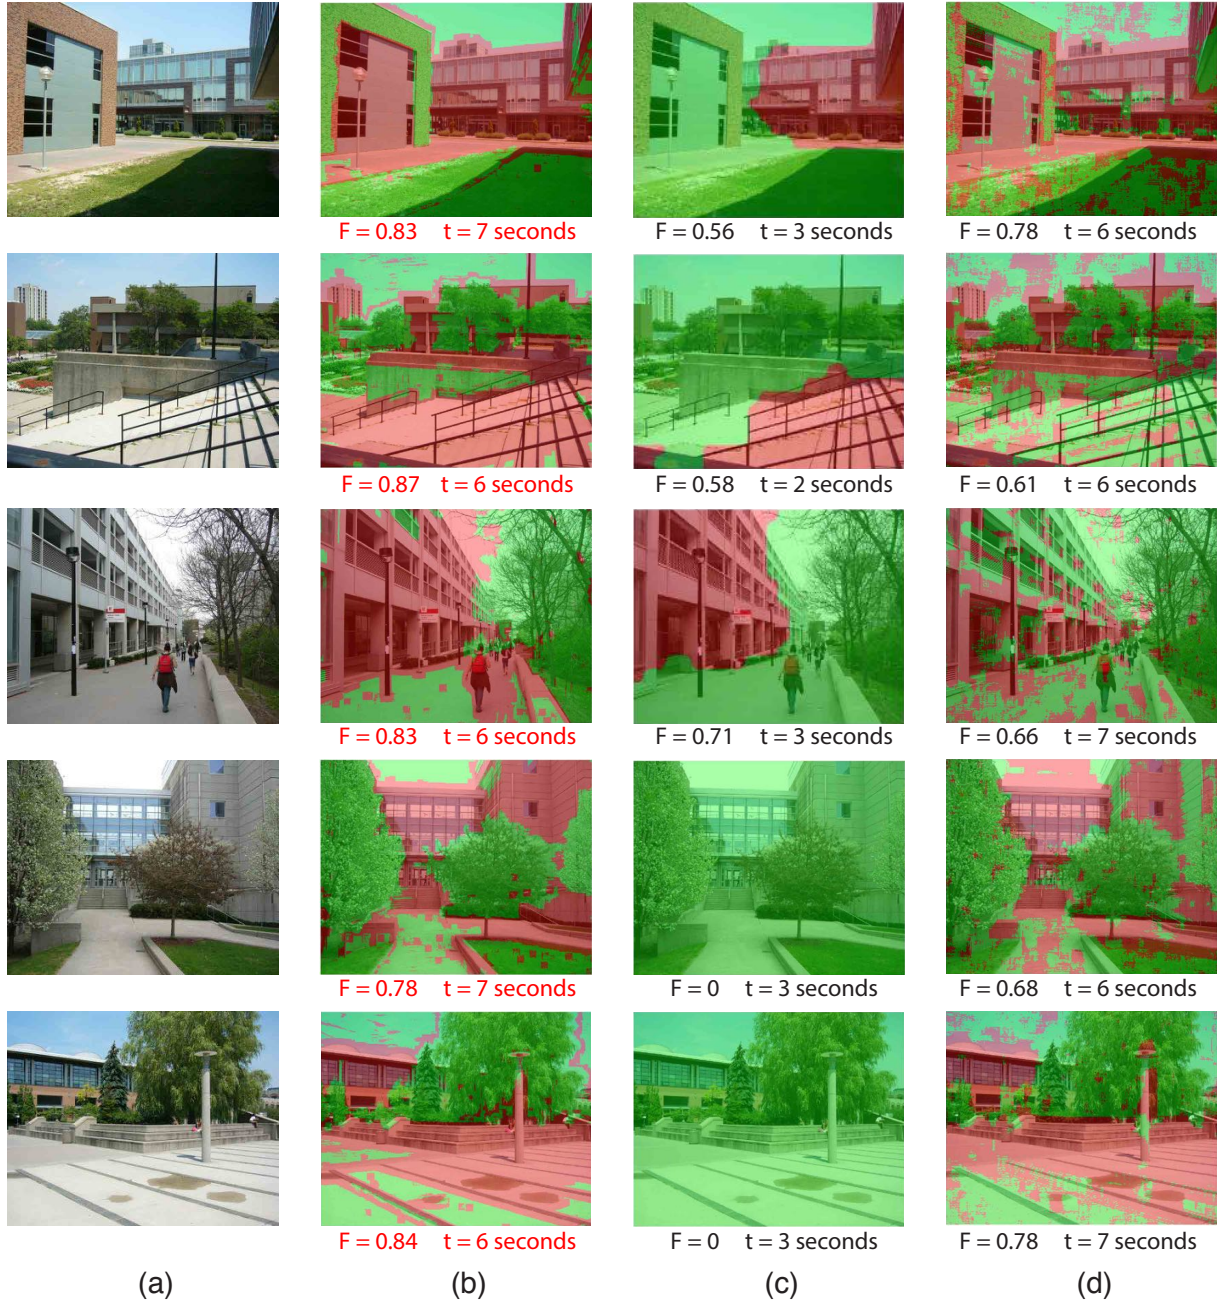 F = 0.83 t = 7 seconds
F = 0.56 t = 3 seconds
F = 0.78 t = 6 seconds
F = 0.87 t = 6 seconds
F = 0.58 t = 2 seconds
F = 0.61 t = 6 seconds
F = 0.83 t = 6 seconds
F = 0.71 t = 3 seconds
F = 0.66 t = 7 seconds
F = 0.78 t = 7 seconds
F = 0 t = 3 seconds
F = 0.68 t = 6 seconds
F = 0.84 t = 6 seconds
F = 0 t = 3 seconds
F = 0.78 t = 7 seconds
(a)
(b)
(c)
(d)